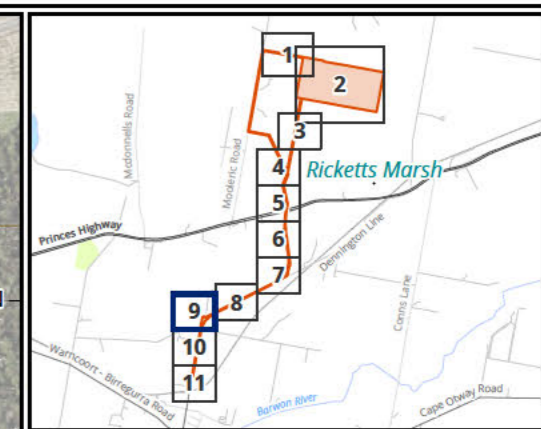 1
2
3
Mcdonnells Road
Mooleric Road
4
Ricketts Marsh
5
Princes Highway
6
Dennington Line
7
Conns Lane
8
9
10
Warncoort - Birregurra Road
11
Barwon River
Cape Otway Road